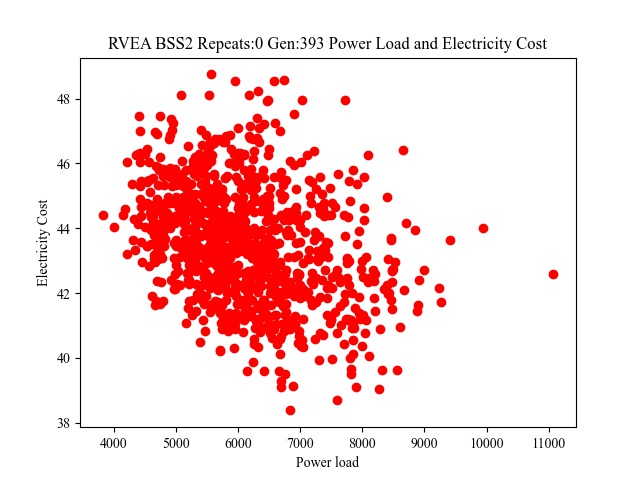 RVEA BSS2 Repeats:0 Gen:393 Power Load and Electricity Cost
48
46
44
42
40
38
Electricity Cost
4000 5000 6000 7000 8000 9000 10000 11000
Power load